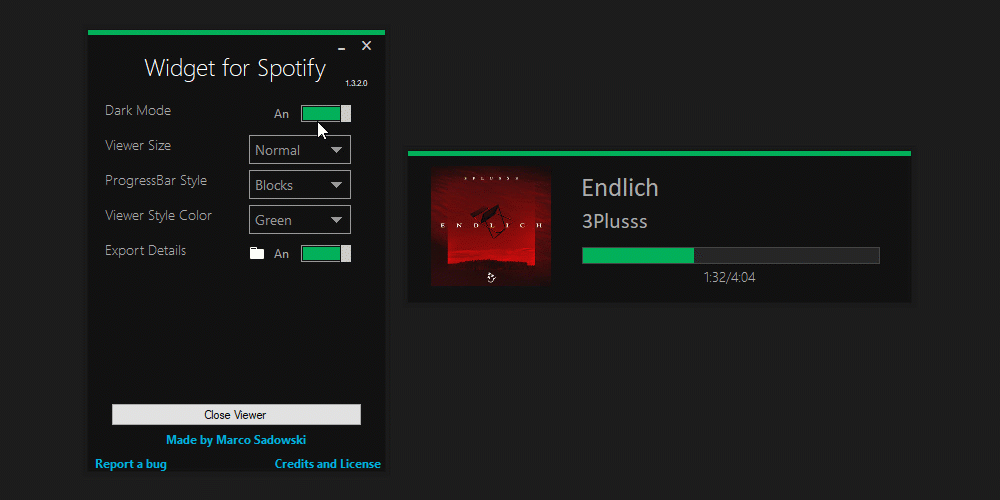 Widget for Spotify
1.3.2.0
Dark Mode An
Viewer Size Normal
ProgressBar Style Blocks
Viewer Style Color Green
Export Details An
Close Viewer
Made by Marco Sadowski
Report a bug Credits and License
3PLUSSS
ENDLICH
Endlich
3Plusss
1:32/4:04